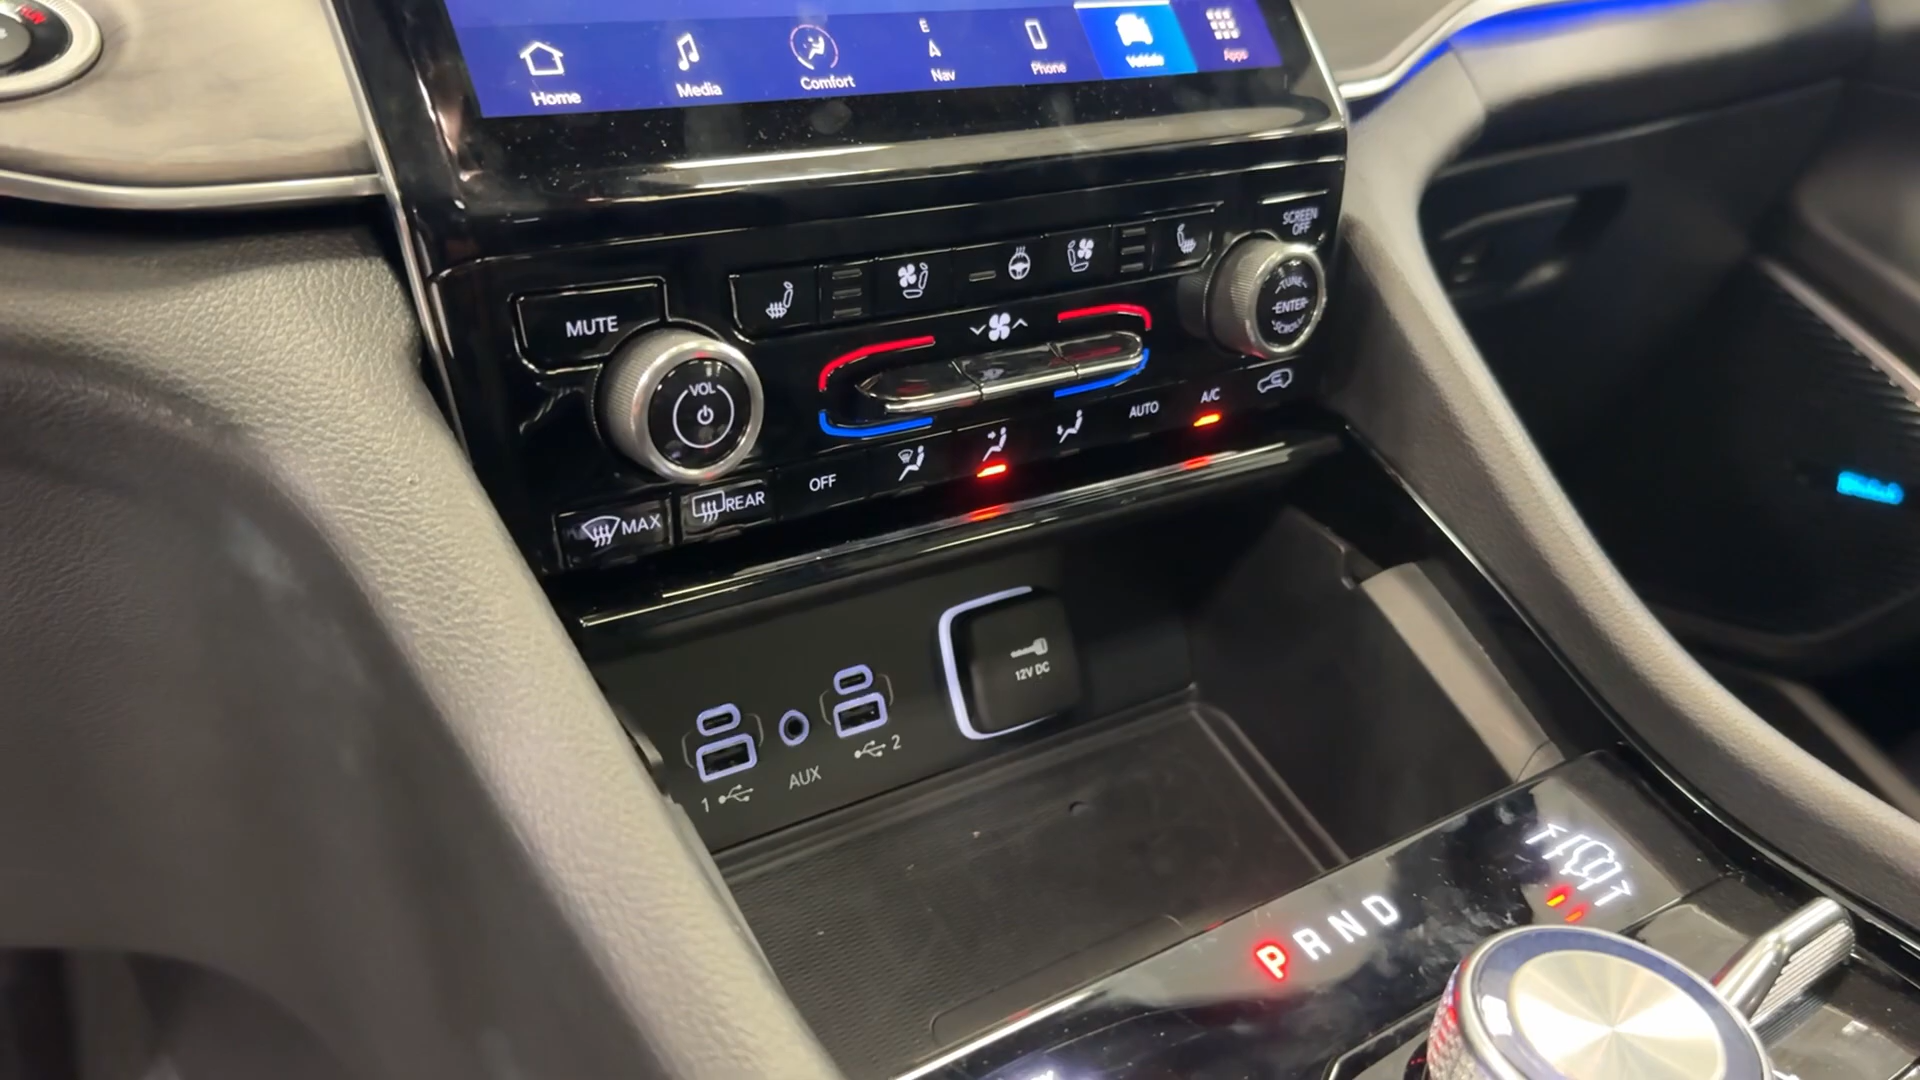 Home
Media
Comfort
Nav
Phone
Vehicle
Apps
SCREEN
OFF
MUTE
VOL
TUNE
ENTER
SCROLL
AUTO
A/C
OFF
REAR
MAX
12V DC
2
AUX
1
P R N D